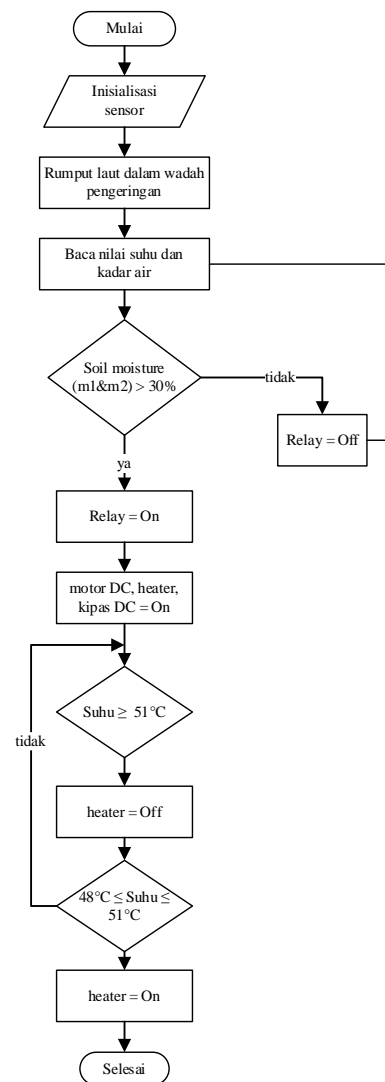 Mulai
Inisialisasi
sensor
Rumput laut dalam wadah
pengeringan
Baca nilai suhu dan
kadar air
Soil moisture
(m1&m2) > 30%
tidak
Relay = Off
ya
Relay = On
motor DC, heater,
kipas DC = On
Suhu ≥ 51°C
tidak
heater = Off
48°C ≤ Suhu ≤
51°C
heater = On
Selesai